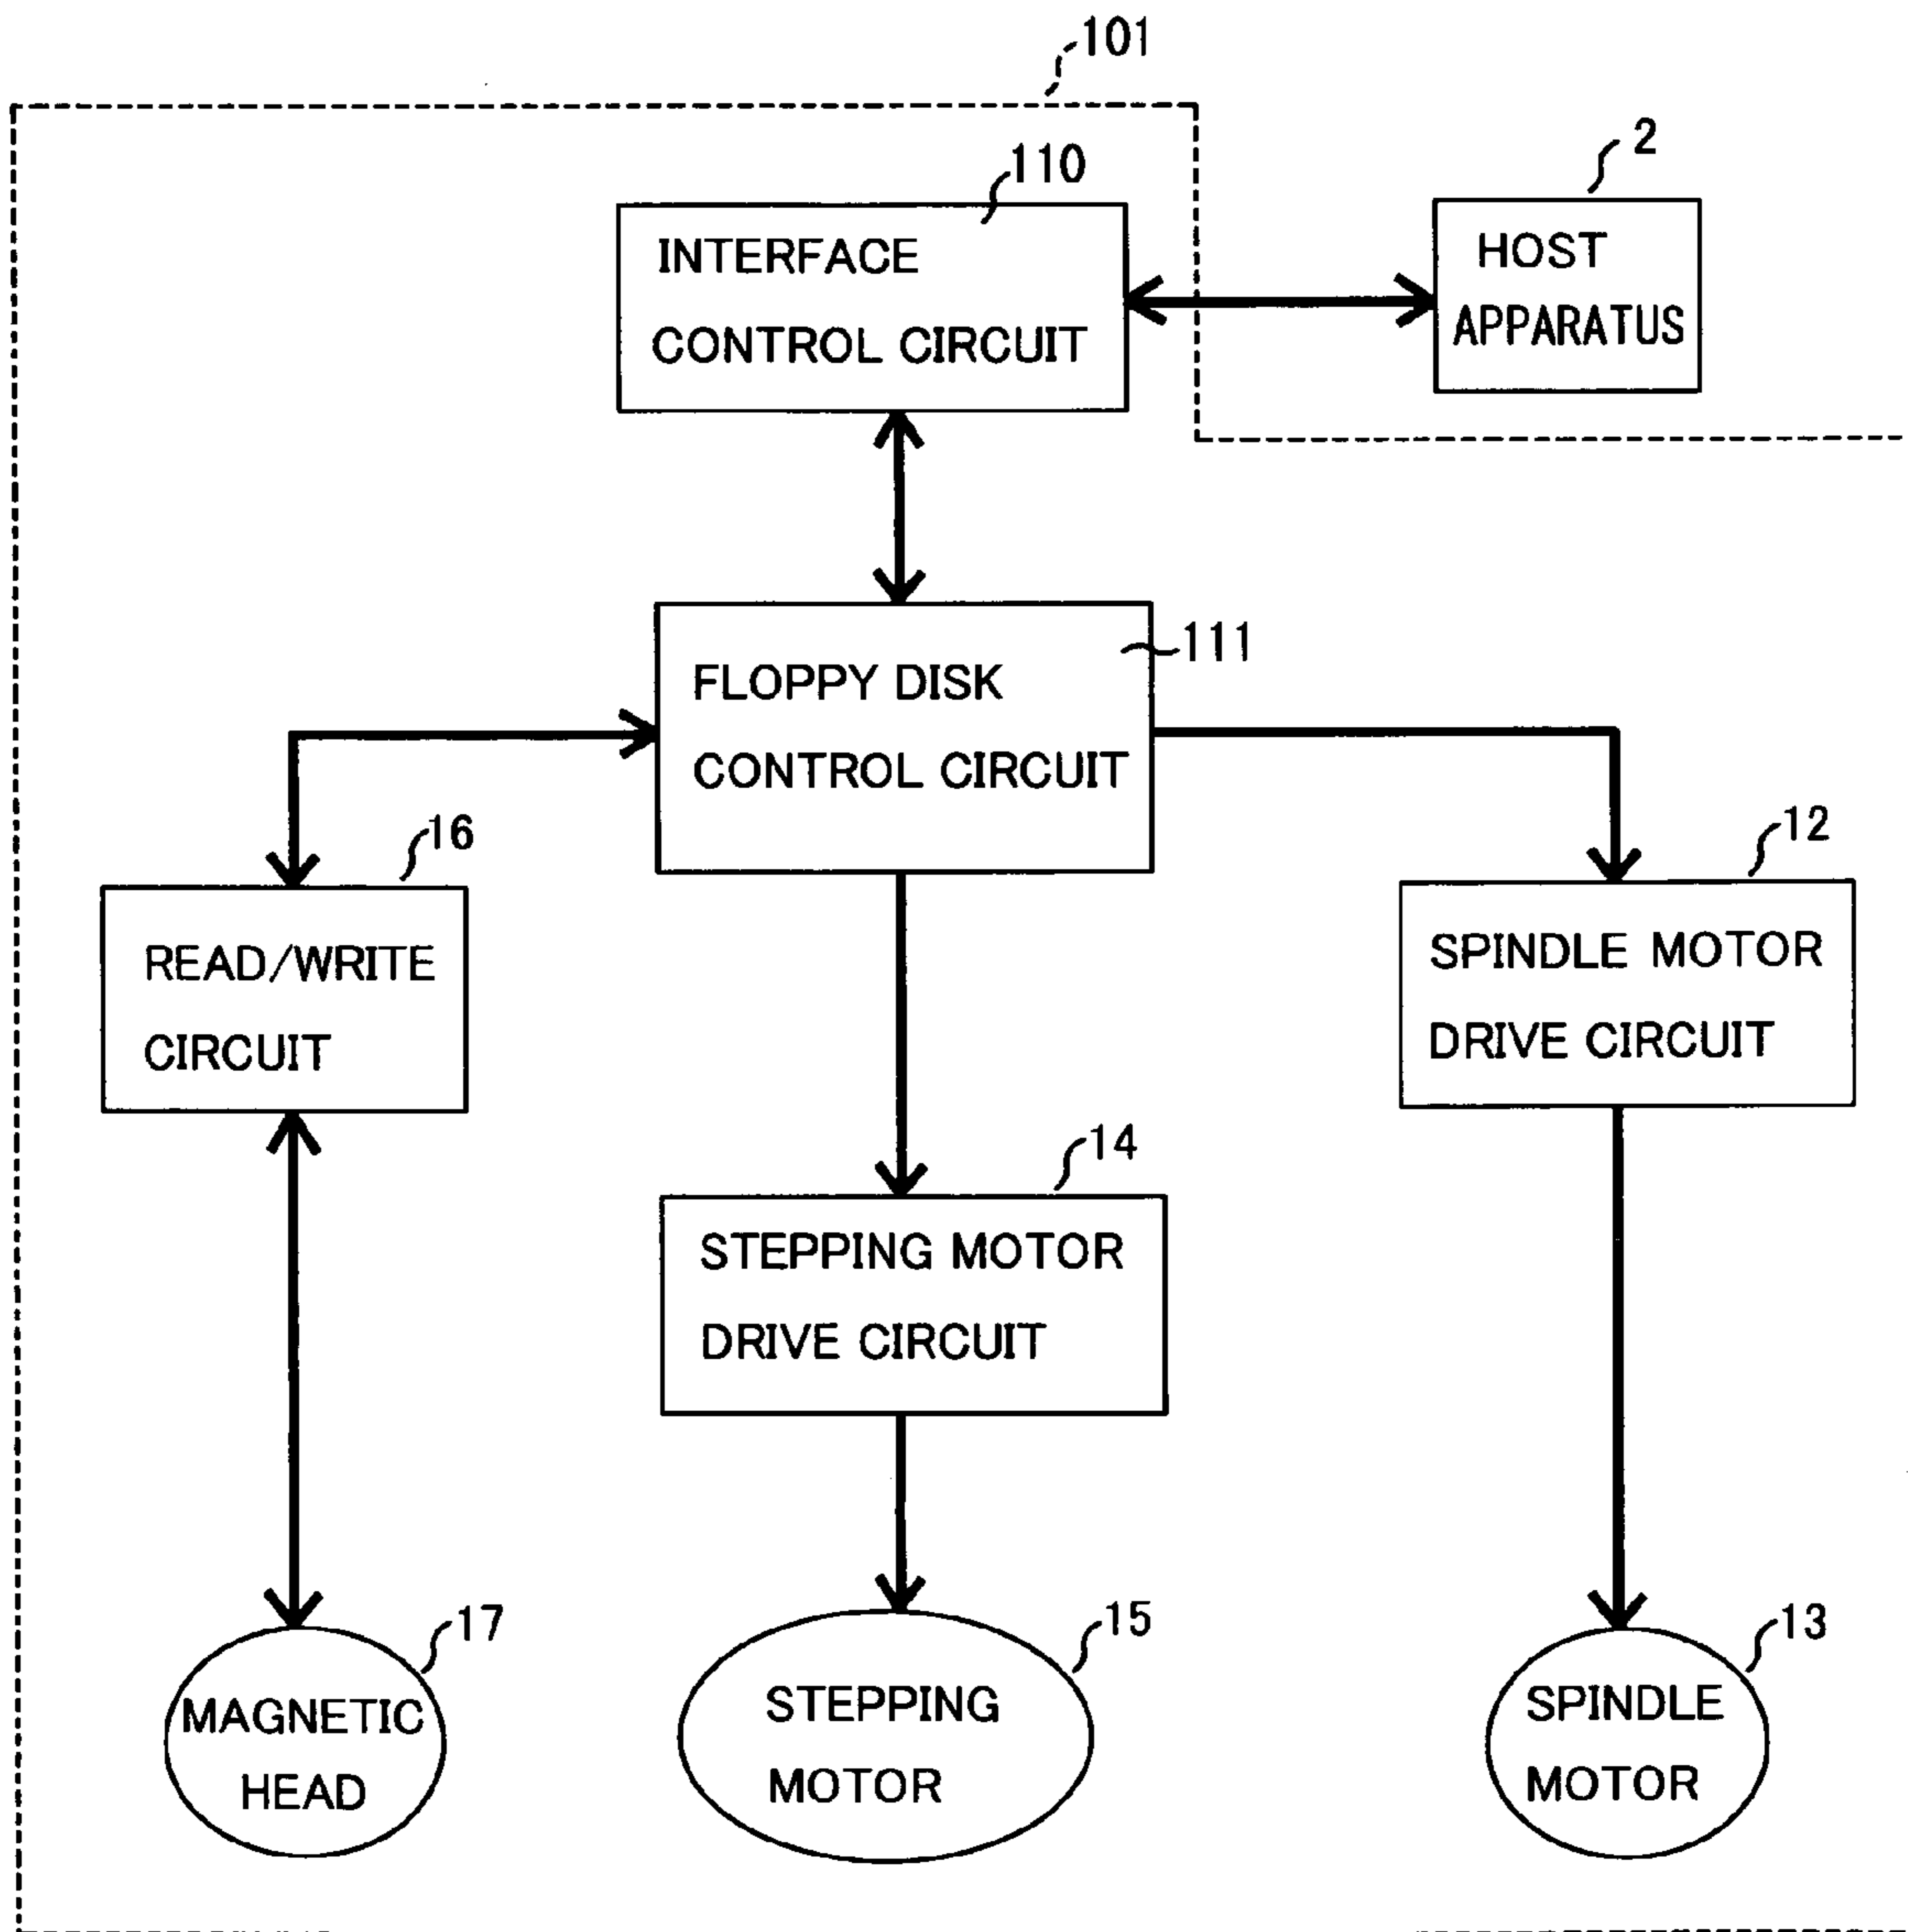 101
110
2
INTERFACE
CONTROL CIRCUIT
HOST
APPARATUS
111
FLOPPY DISK
CONTROL CIRCUIT
16
12
READ/WRITE
CIRCUIT
SPINDLE MOTOR
DRIVE CIRCUIT
14
STEPPING MOTOR
DRIVE CIRCUIT
17
15
13
MAGNETIC
HEAD
STEPPING
MOTOR
SPINDLE
MOTOR